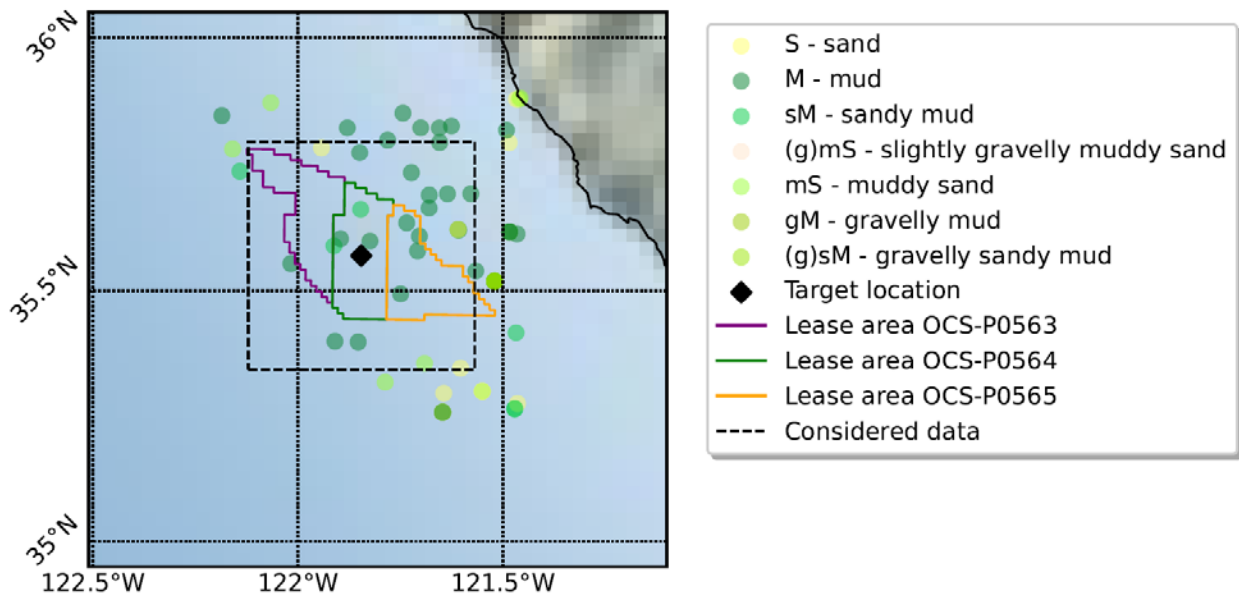 36°N
35.5°N
35°N
122.5°W
122°W
121.5°W
S - sand
M - mud
sM - sandy mud
(g)mS - slightly gravelly muddy sand
mS - muddy sand
gM - gravelly mud
(g)sM - gravelly sandy mud
Target location
Lease area OCS-P0563
Lease area OCS-P0564
Lease area OCS-P0565
Considered data